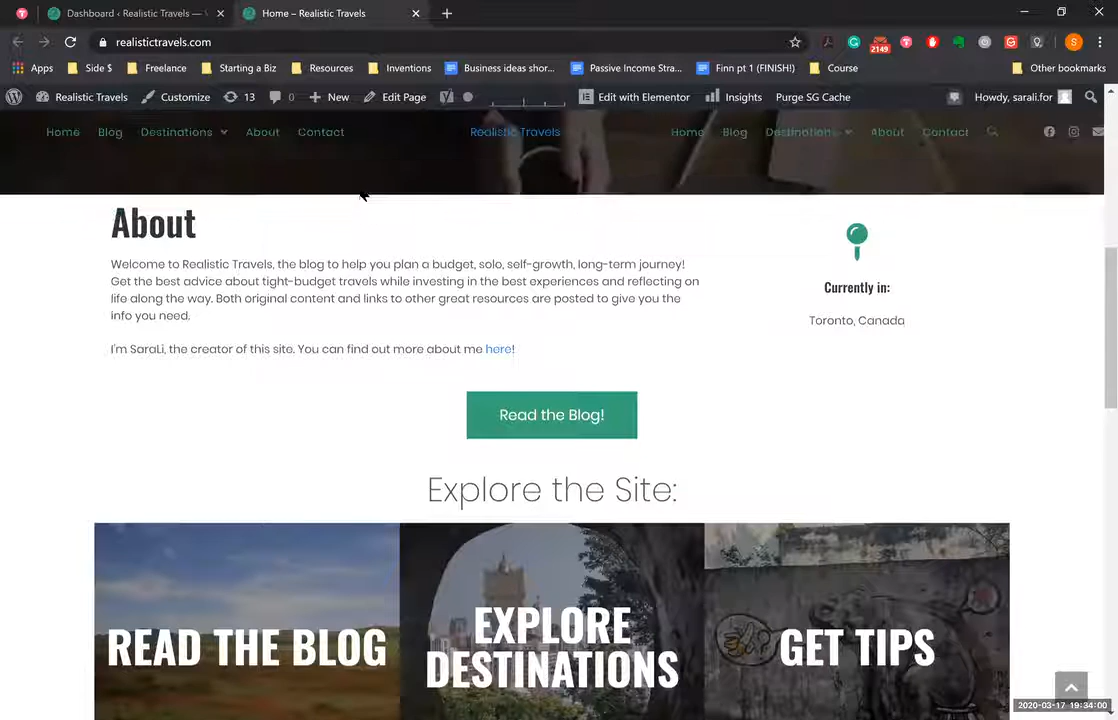 Dashboard ‹ Realistic Travels —
Home – Realistic Travels
realistictravels.com
2149
S
Apps
Side $
Freelance
Starting a Biz
Resources
Inventions
Business ideas shor...
Passive Income Stra...
Finn pt 1 (FINISH!)
Course
Other bookmarks
Realistic Travels
Customize
13
0
New
Edit Page
Edit with Elementor
Insights
Purge SG Cache
Howdy, sarali.for
Home
Blog
Destinations
About
Contact
Realistic Travels
Home
Blog
Destinations
About
Contact
About
Welcome to Realistic Travels, the blog to help you plan a budget, solo, self-growth, long-term journey!
Get the best advice about tight-budget travels while investing in the best experiences and reflecting on
life along the way. Both original content and links to other great resources are posted to give you the
info you need.
I'm SaraLi, the creator of this site. You can find out more about me here!
Currently in:
Toronto, Canada
Read the Blog!
Explore the Site:
READ THE BLOG
EXPLORE
DESTINATIONS
GET TIPS
2020-03-17 19:34:00